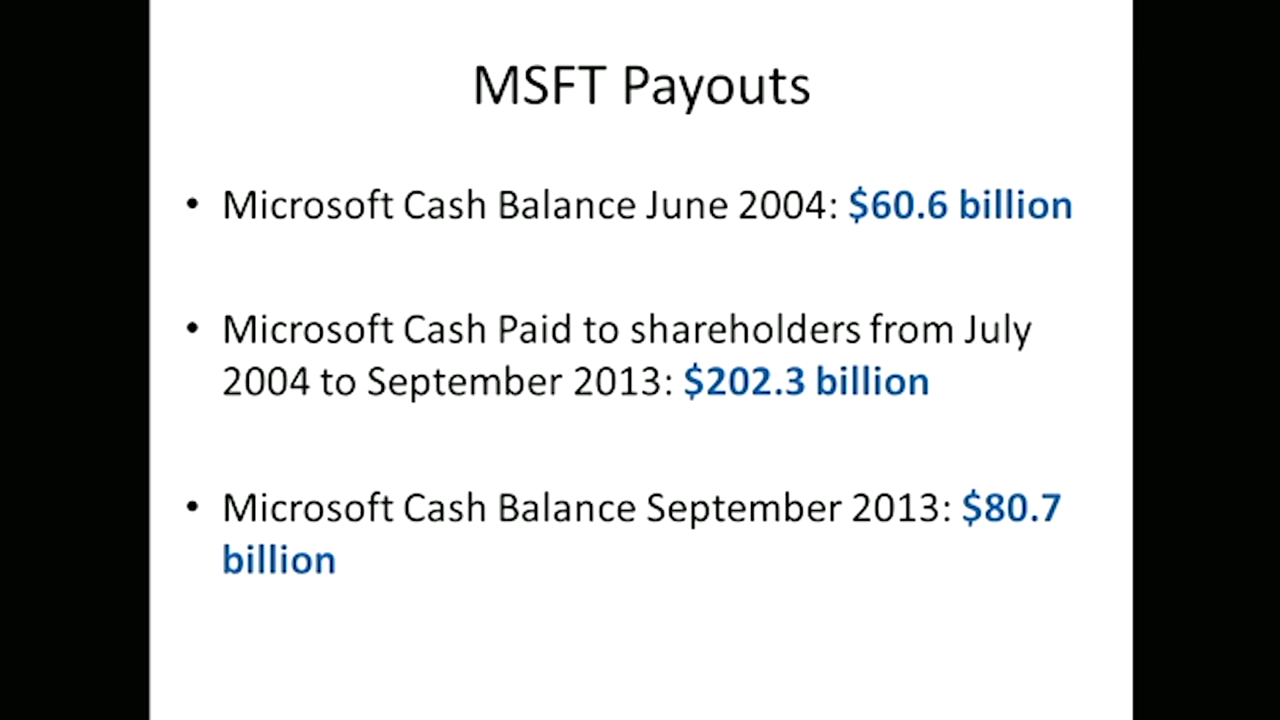 MSFT Payouts
• Microsoft Cash Balance June 2004: $60.6 billion
• Microsoft Cash Paid to shareholders from July
2004 to September 2013: $202.3 billion
• Microsoft Cash Balance September 2013: $80.7
billion